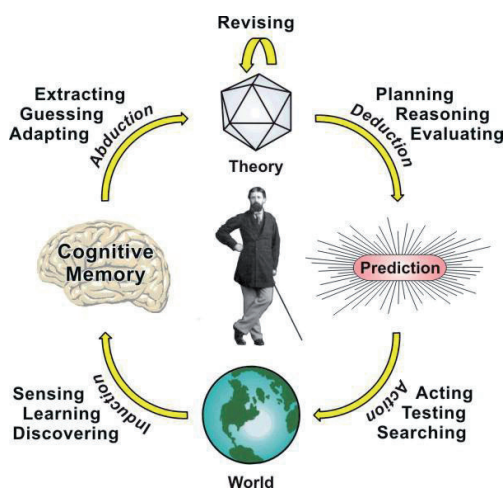 Revising
Extracting
Guessing
Adapting
Abduction
Theory
Planning
Reasoning
Evaluating
Deduction
Cognitive
Memory
Prediction
Sensing
Learning
Discovering
Induction
World
Action
Acting
Testing
Searching